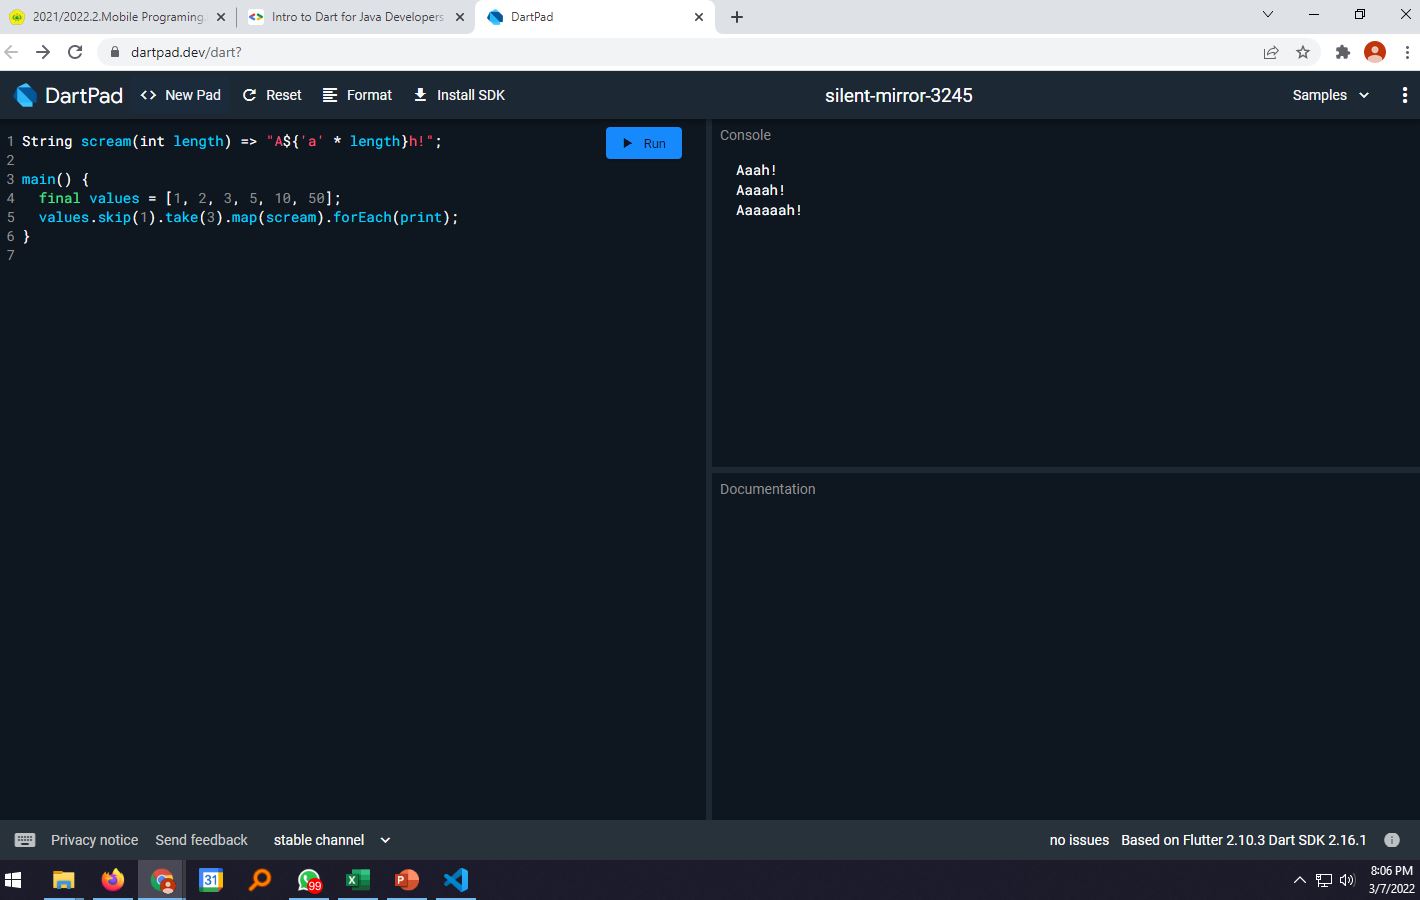 2021/2022.2.Mobile Programing.
Intro to Dart for Java Developers
DartPad
dartpad.dev/dart?
DartPad
<> New Pad
Reset
Format
Install SDK
silent-mirror-3245
Samples
1 String scream(int length) => "A${'a' * length}h!";
2
3 main() {
4   final values = [1, 2, 3, 5, 10, 50];
5   values.skip(1).take(3).map(scream).forEach(print);
6 }
7
Run
Console
Aaah!
Aaaah!
Aaaaaah!
Documentation
Privacy notice
Send feedback
stable channel
no issues
Based on Flutter 2.10.3 Dart SDK 2.16.1
31
99
8:06 PM
3/7/2022